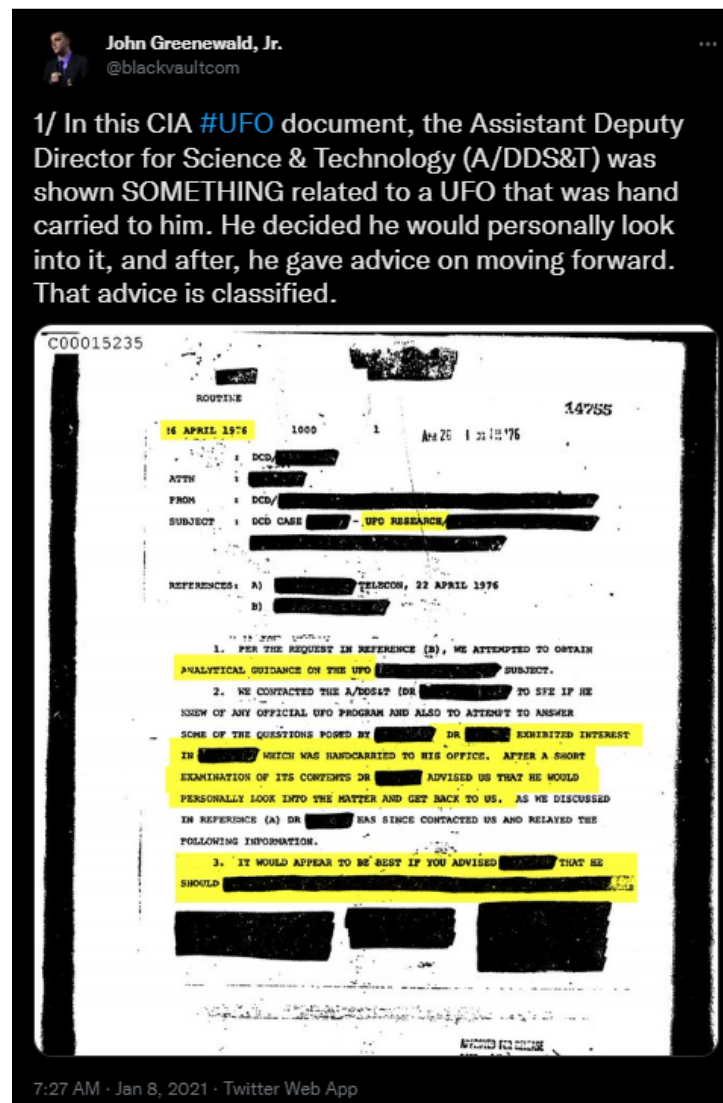 John Greenewald, Jr.
@blackvaultcom
1/ In this CIA #UFO document, the Assistant Deputy
Director for Science & Technology (A/DDS&T) was
shown SOMETHING related to a UFO that was hand
carried to him. He decided he would personally look
into it, and after, he gave advice on moving forward.
That advice is classified.
C00015235
ROUTINE
14755
6 APRIL 1976 1000 1 26 '76
: DCD/
ATTN :
FROM : DCD/
SUBJECT : DCD CASE - UFO RESEARCH/
REFERENCES: A) TELECON, 22 APRIL 1976
B)
1. PER THE REQUEST IN REFERENCE (B), WE ATTEMPTED TO OBTAIN
ANALYTICAL GUIDANCE ON THE UFO SUBJECT.
2. WE CONTACTED THE A/DDS&T (DR TO SEE IF HE
KNEW OF ANY OFFICIAL UFO PROGRAM AND ALSO TO ATTEMPT TO ANSWER
SOME OF THE QUESTIONS POSED BY DR EXHIBITED INTEREST
IN WHICH WAS HANDCARRIED TO HIS OFFICE. AFTER A SHORT
EXAMINATION OF ITS CONTENTS DR ADVISED US THAT HE WOULD
PERSONALLY LOOK INTO THE MATTER AND GET BACK TO US. AS WE DISCUSSED
IN REFERENCE (A) DR HAS SINCE CONTACTED US AND RELAYED THE
FOLLOWING INFORMATION.
3. IT WOULD APPEAR TO BE BEST IF YOU ADVISED THAT HE
SHOULD
APPROVED FOR RELEASE
7:27 AM · Jan 8, 2021 · Twitter Web App